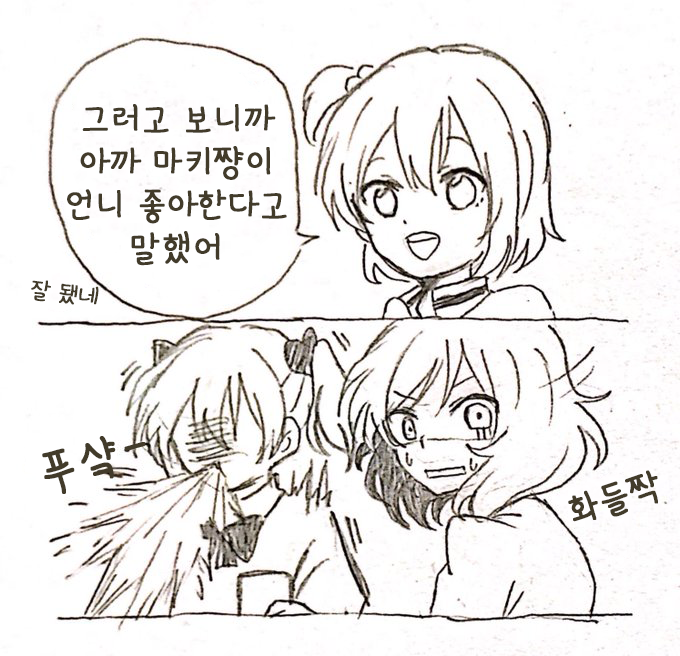 그러고 보니까
아까 마키쨩이
언니 좋아한다고
말했어
잘 됐네
푸샥-
화들짝